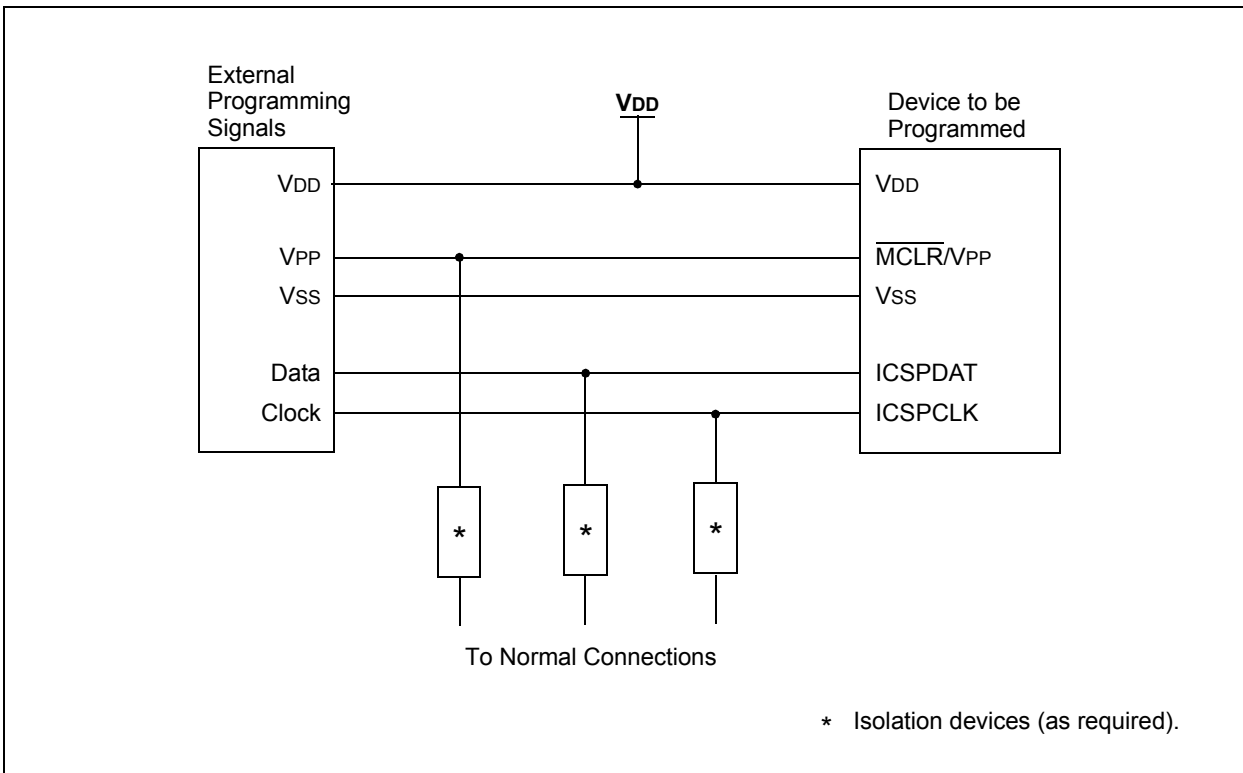 External
Programming
Signals
VDD
Device to be
Programmed
VDD
VDD
VPP
MCLR/VPP
VSS
VSS
Data
ICSPDAT
Clock
ICSPCLK
*
*
*
To Normal Connections
* Isolation devices (as required).